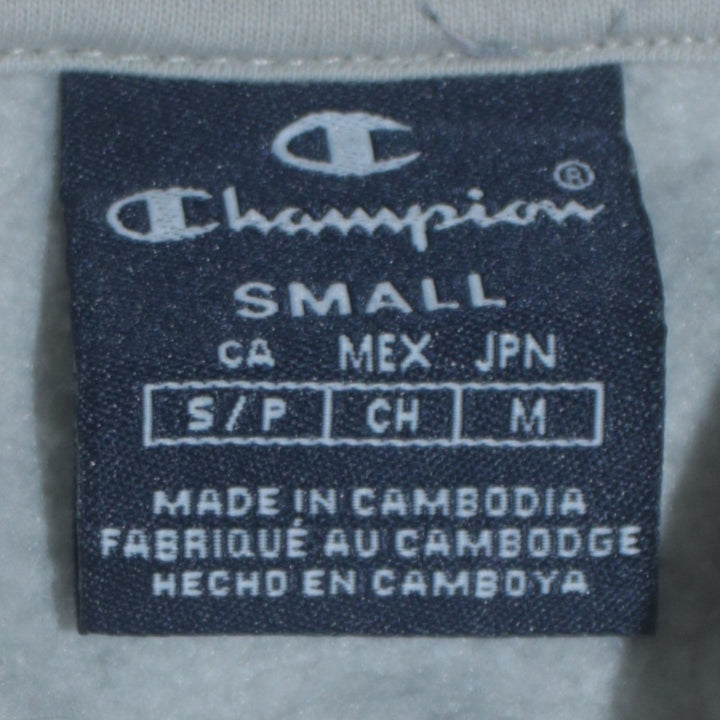 Champion®
SMALL
CA MEX JPN
S/P CH M
MADE IN CAMBODIA
FABRIQUÉ AU CAMBODGE
HECHO EN CAMBOYA